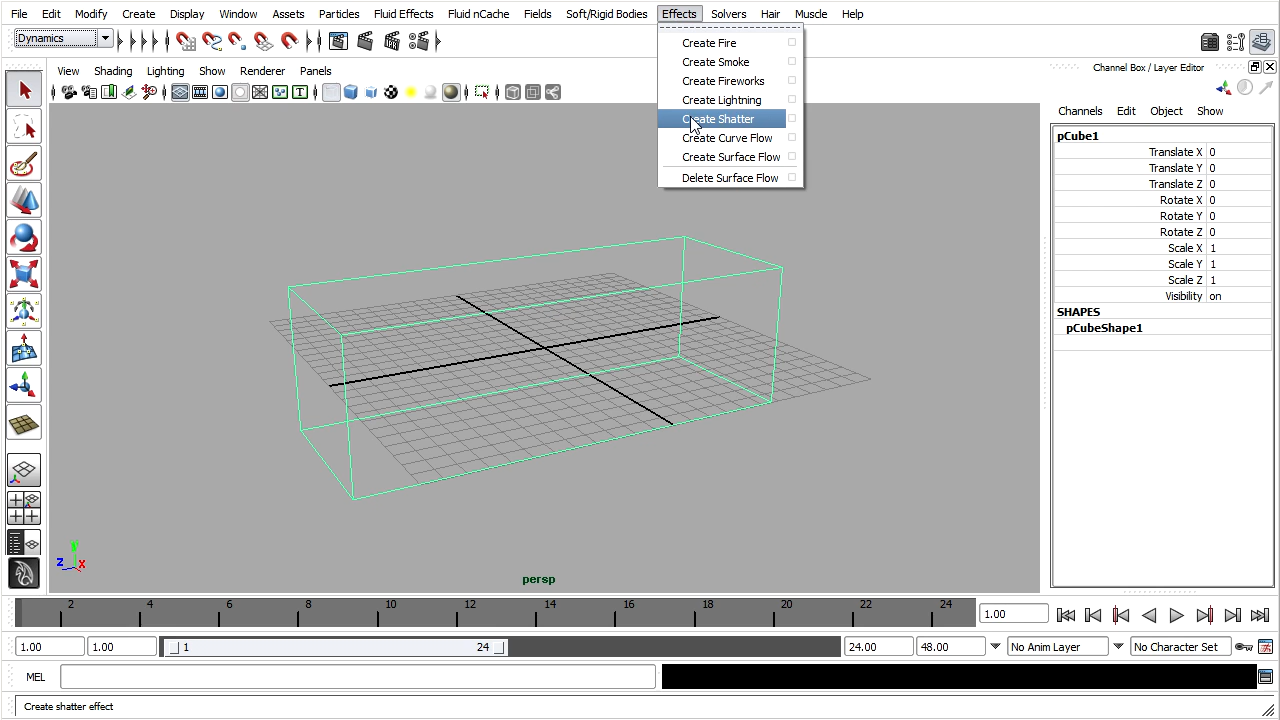 File Edit Modify Create Display Window Assets Particles Fluid Effects Fluid nCache Fields Soft/Rigid Bodies Effects Solvers Hair Muscle Help
Dynamics
Create Fire
Create Smoke
Create Fireworks
Create Lightning
Create Shatter
Create Curve Flow
Create Surface Flow
Delete Surface Flow
View Shading Lighting Show Renderer Panels
Channel Box / Layer Editor
Channels Edit Object Show
pCube1
Translate X 0
Translate Y 0
Translate Z 0
Rotate X 0
Rotate Y 0
Rotate Z 0
Scale X 1
Scale Y 1
Scale Z 1
Visibility on
SHAPES
pCubeShape1
y
z x
persp
2 4 6 8 10 12 14 16 18 20 22 24
1.00
1.00 1.00 1 24 24.00 48.00 No Anim Layer No Character Set
MEL
Create shatter effect